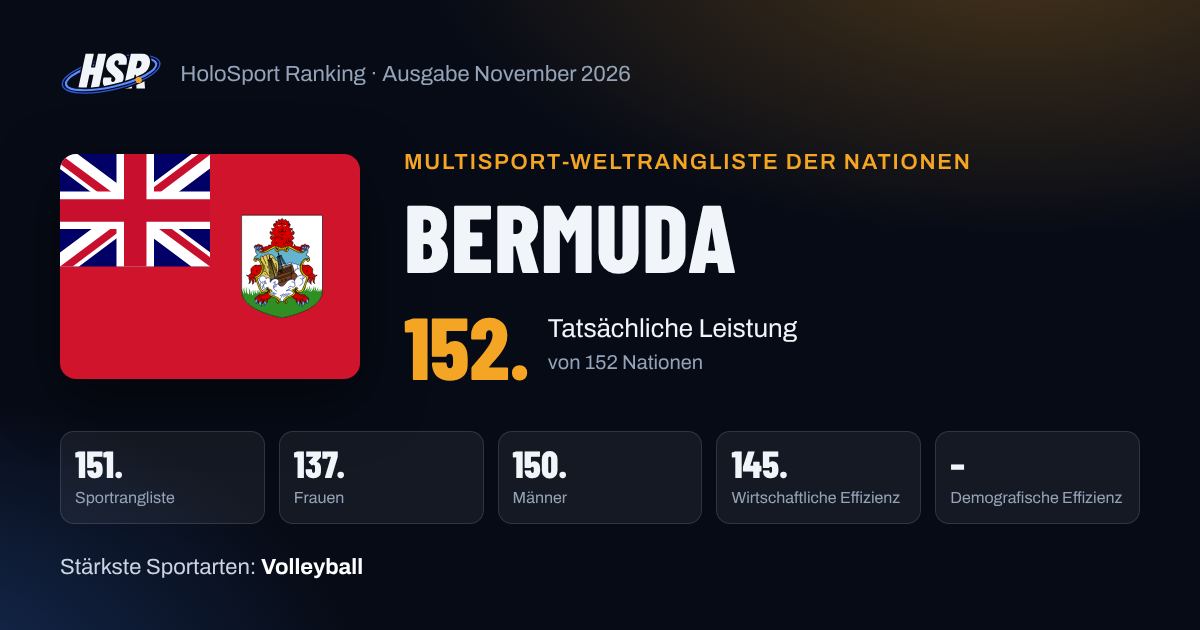 HSR
HoloSport Ranking · Ausgabe November 2026
MULTISPORT-WELTRANGLISTE DER NATIONEN
BERMUDA
152.
Tatsächliche Leistung
von 152 Nationen
151.
Sportrangliste
137.
Frauen
150.
Männer
145.
Wirtschaftliche Effizienz
–
Demografische Effizienz
Stärkste Sportarten: Volleyball